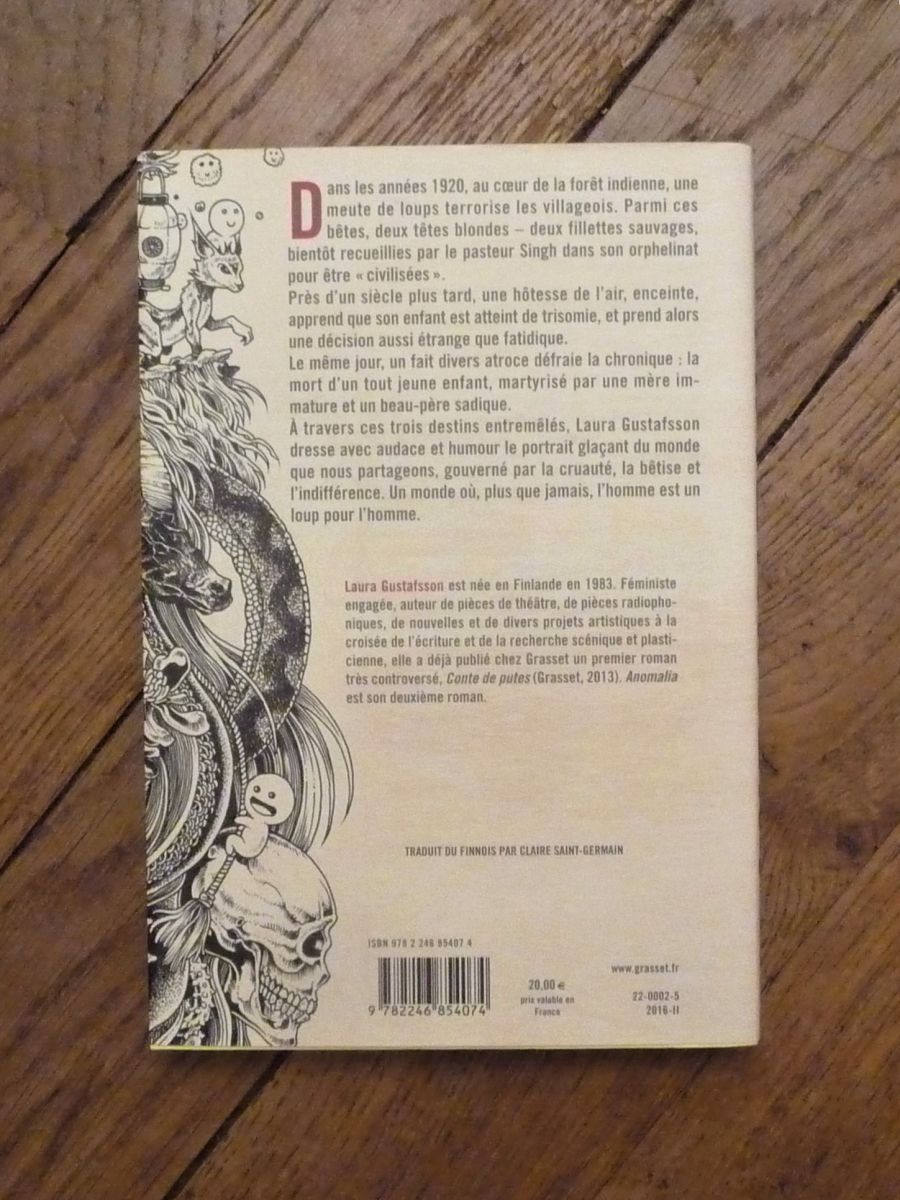 Dans les années 1920, au cœur de la forêt indienne, une
meute de loups terrorise les villageois. Parmi ces
bêtes, deux têtes blondes – deux fillettes sauvages,
bientôt recueillies par le pasteur Singh dans son orphelinat
pour être « civilisées ».
Près d'un siècle plus tard, une hôtesse de l'air, enceinte,
apprend que son enfant est atteint de trisomie, et prend alors
une décision aussi étrange que fatidique.
Le même jour, un fait divers atroce défraie la chronique : la
mort d'un tout jeune enfant, martyrisé par une mère im-
mature et un beau-père sadique.
À travers ces trois destins entremêlés, Laura Gustafsson
dresse avec audace et humour le portrait glaçant du monde
que nous partageons, gouverné par la cruauté, la bêtise et
l'indifférence. Un monde où, plus que jamais, l'homme est un
loup pour l'homme.
Laura Gustafsson est née en Finlande en 1983. Féministe
engagée, auteur de pièces de théâtre, de pièces radiopho-
niques, de nouvelles et de divers projets artistiques à la
croisée de l'écriture et de la recherche scénique et plasti-
cienne, elle a déjà publié chez Grasset un premier roman
très controversé, Conte de putes (Grasset, 2013). Anomalia
est son deuxième roman.
TRADUIT DU FINNOIS PAR CLAIRE SAINT-GERMAIN
ISBN 978 2 246 85407 4
9 782246 854074
20,00 €
prix valable en
France
www.grasset.fr
22-0002-5
2016-II